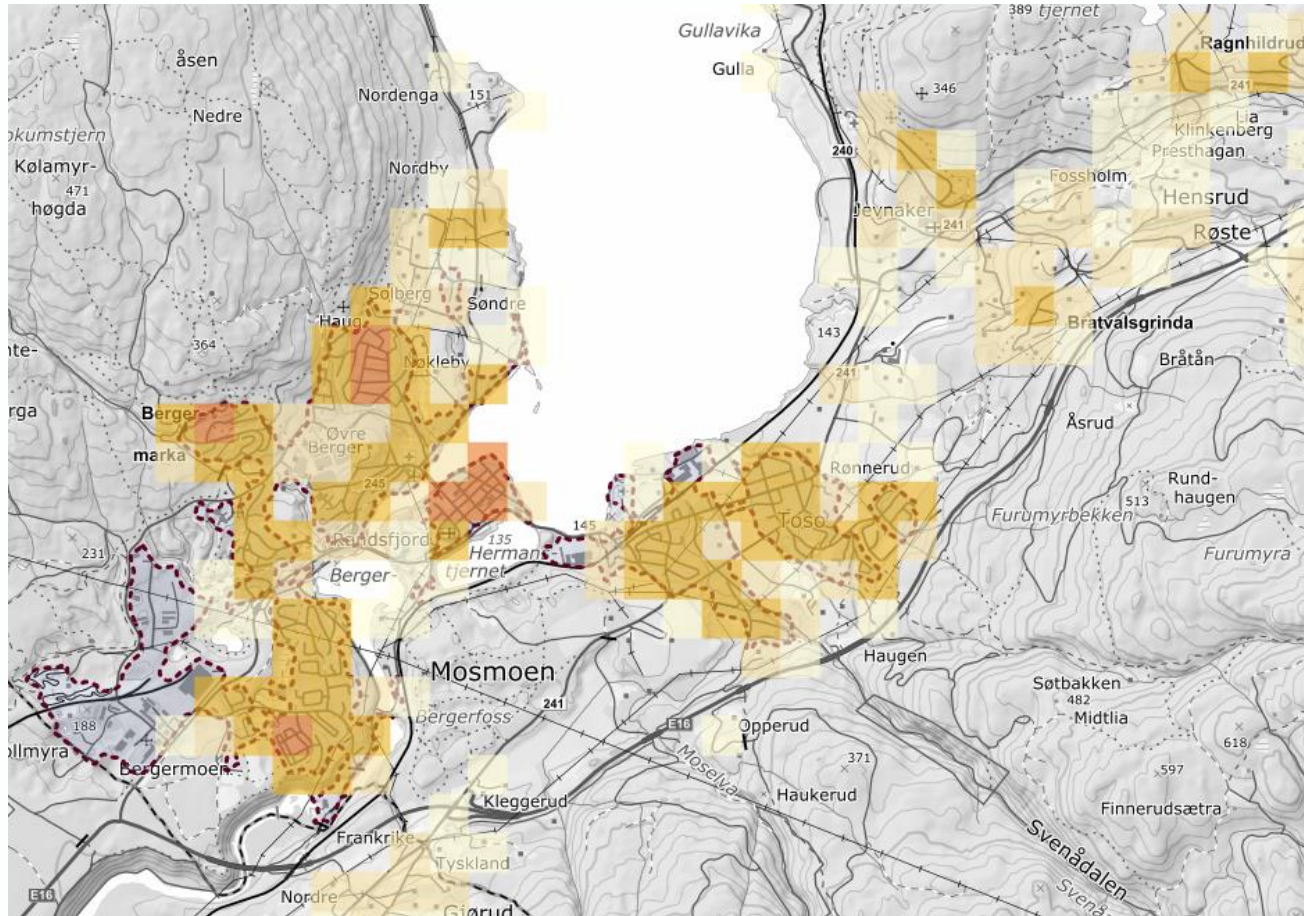 Gullavika
389
tjernet
åsen
Ragnhildrud
Gulla
Nordenga
151
346
241
Nedre
Lia
okumstjern
Klinkenberg
240
Presthagan
Kølamyr-
Nordby
471
Fossholm
høgda
Hensrud
Jevnaker
241
Røste
Solberg
Søndre
Haug
Bratvalsgrinda
143
364
nte-
Nøkleby
Bråtån
241
rga
Berger-
Åsrud
marka
Øvre
Berger
Rønnerud
245
Rund-
haugen
513
Furumyrbekken
Toso
145
Randsfjord
135
231
Herman
tjernet
Furumyra
Berger-
Haugen
Mosmoen
Søtbakken
482
241
Midtlia
188
Bergerfoss
E16
Opperud
618
ollmyra
Bergermoen
Moselva
371
597
Kleggerud
Haukerud
Finnerudsætra
Frankrike
Svenådalen
Tyskland
E16
Nordre
Gjørud
Svenå